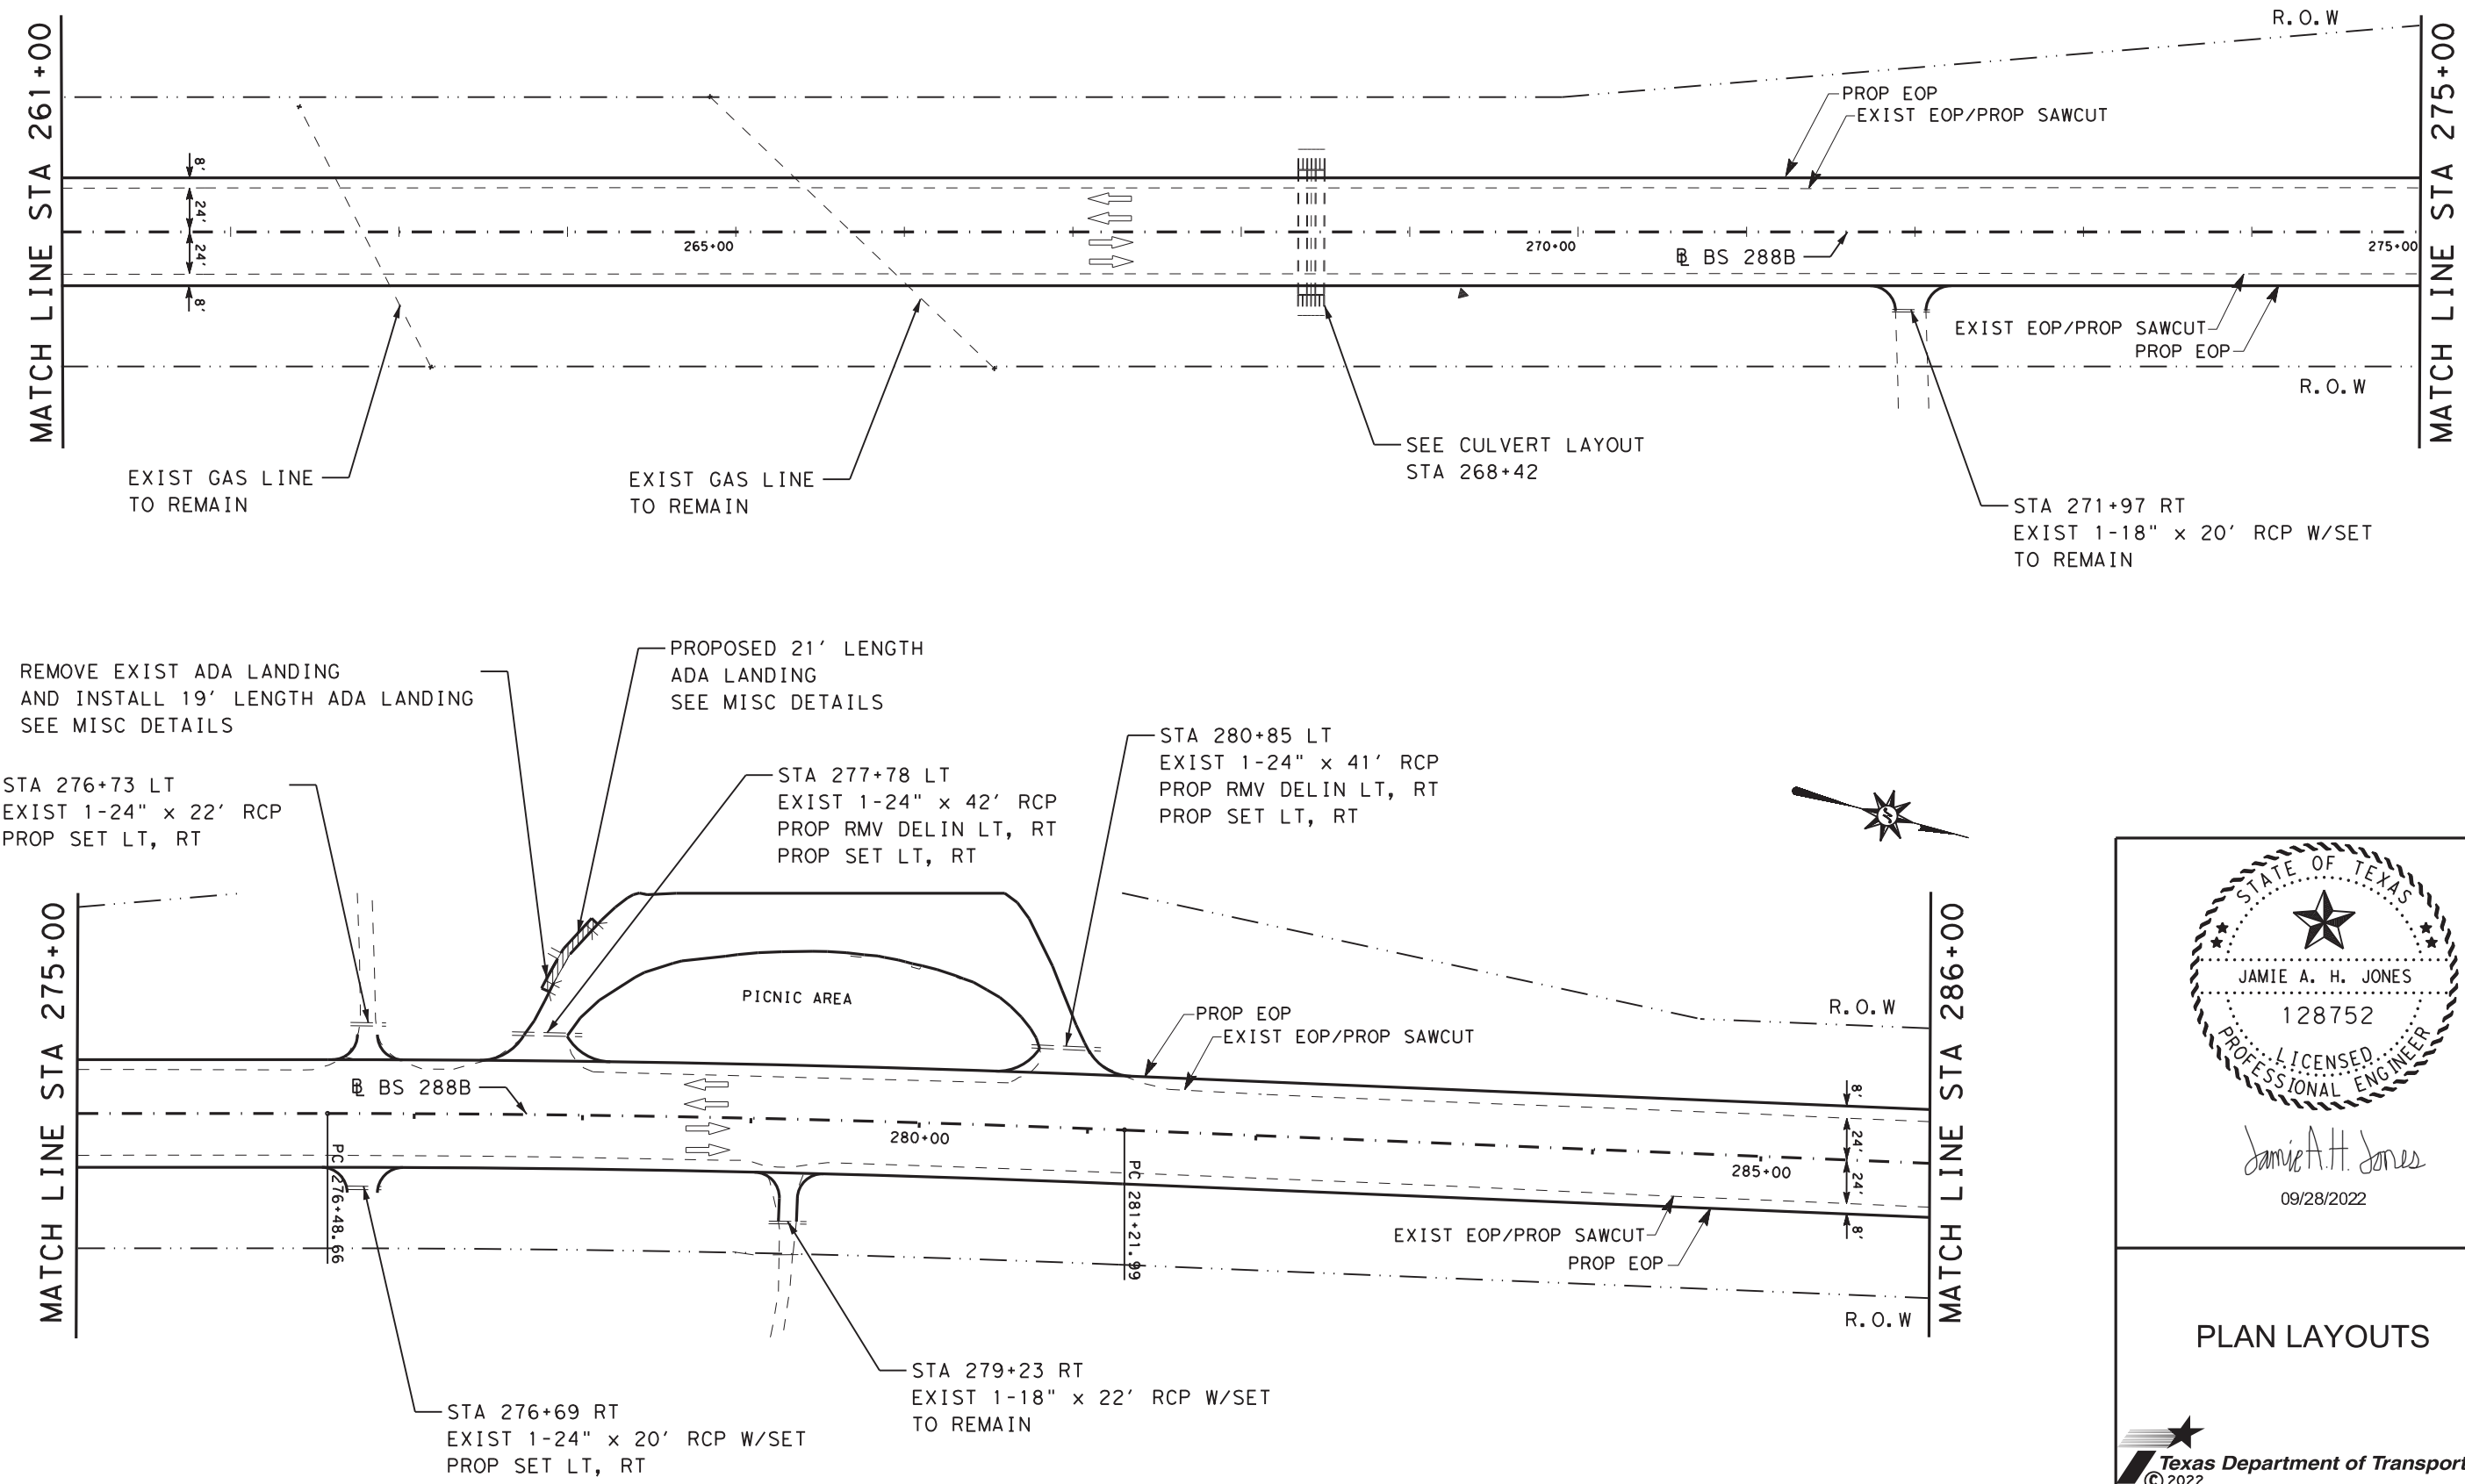 MATCH LINE STA 261+00
R.O.W
PROP EOP
EXIST EOP/PROP SAWCUT
8'
24'
24'
8'
265+00
270+00
275+00
BL BS 288B
EXIST EOP/PROP SAWCUT
PROP EOP
R.O.W
MATCH LINE STA 275+00
EXIST GAS LINE
TO REMAIN
EXIST GAS LINE
TO REMAIN
SEE CULVERT LAYOUT
STA 268+42
STA 271+97 RT
EXIST 1-18" x 20' RCP W/SET
TO REMAIN
REMOVE EXIST ADA LANDING
AND INSTALL 19' LENGTH ADA LANDING
SEE MISC DETAILS
PROPOSED 21' LENGTH
ADA LANDING
SEE MISC DETAILS
STA 276+73 LT
EXIST 1-24" x 22' RCP
PROP SET LT, RT
STA 277+78 LT
EXIST 1-24" x 42' RCP
PROP RMV DELIN LT, RT
PROP SET LT, RT
STA 280+85 LT
EXIST 1-24" x 41' RCP
PROP RMV DELIN LT, RT
PROP SET LT, RT
N
MATCH LINE STA 275+00
PICNIC AREA
PROP EOP
EXIST EOP/PROP SAWCUT
R.O.W
BL BS 288B
PC 276+48.66
280+00
PC 281+21.99
285+00
8'
24'
24'
8'
EXIST EOP/PROP SAWCUT
PROP EOP
R.O.W
MATCH LINE STA 286+00
STA 276+69 RT
EXIST 1-24" x 20' RCP W/SET
PROP SET LT, RT
STA 279+23 RT
EXIST 1-18" x 22' RCP W/SET
TO REMAIN
STATE OF TEXAS
JAMIE A. H. JONES
128752
LICENSED
PROFESSIONAL ENGINEER
Jamie A.H. Jones
09/28/2022
PLAN LAYOUTS
Texas Department of Transport
© 2022